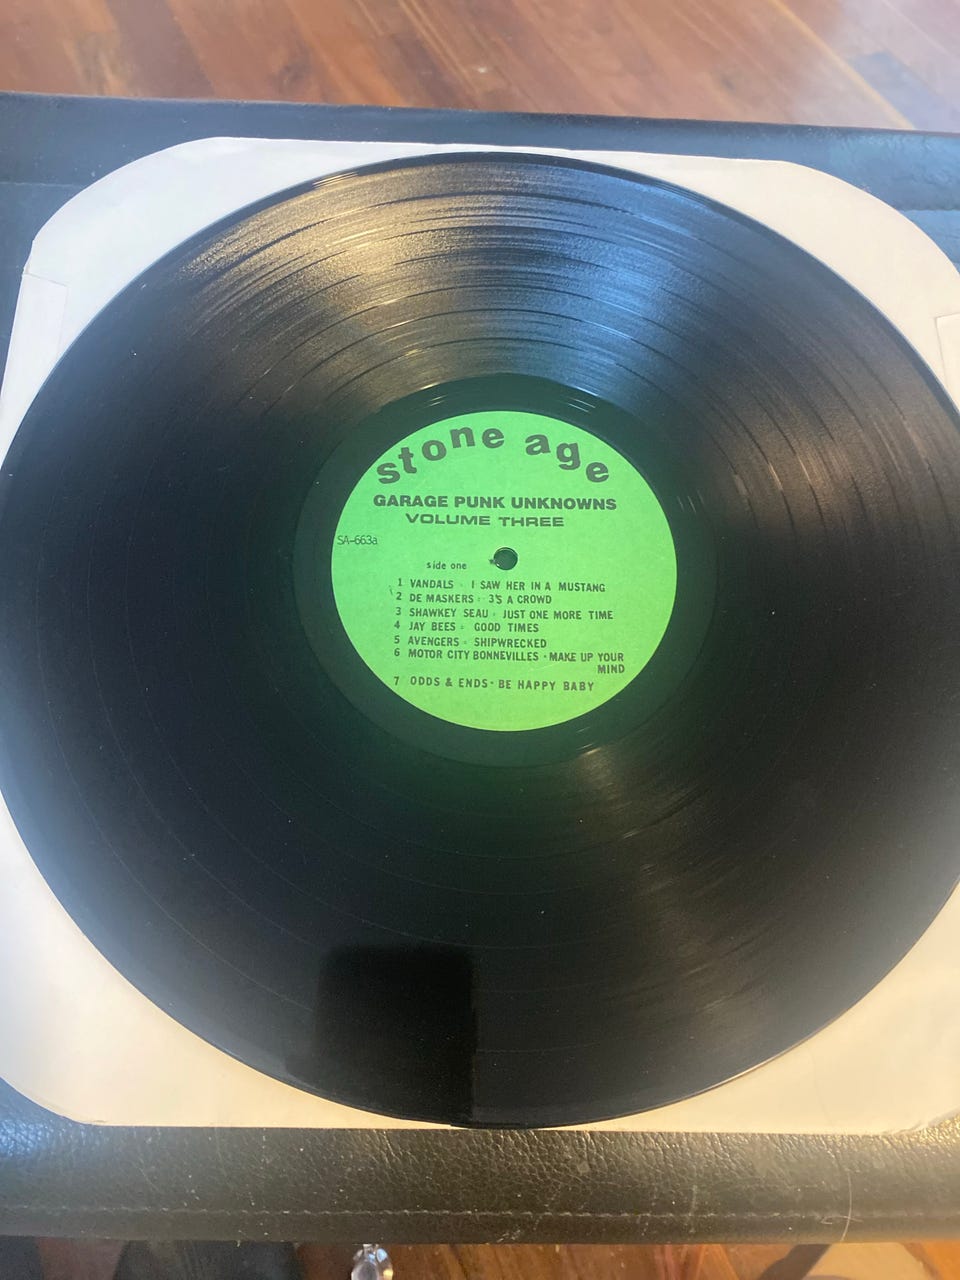 stone age
GARAGE PUNK UNKNOWNS
VOLUME THREE
SA-663a
side one
1 VANDALS - I SAW HER IN A MUSTANG
2 DE MASKERS - 3'S A CROWD
3 SHAWKEY SEAU - JUST ONE MORE TIME
4 JAY BEES - GOOD TIMES
5 AVENGERS - SHIPWRECKED
6 MOTOR CITY BONNEVILLES - MAKE UP YOUR
MIND
7 ODDS & ENDS - BE HAPPY BABY